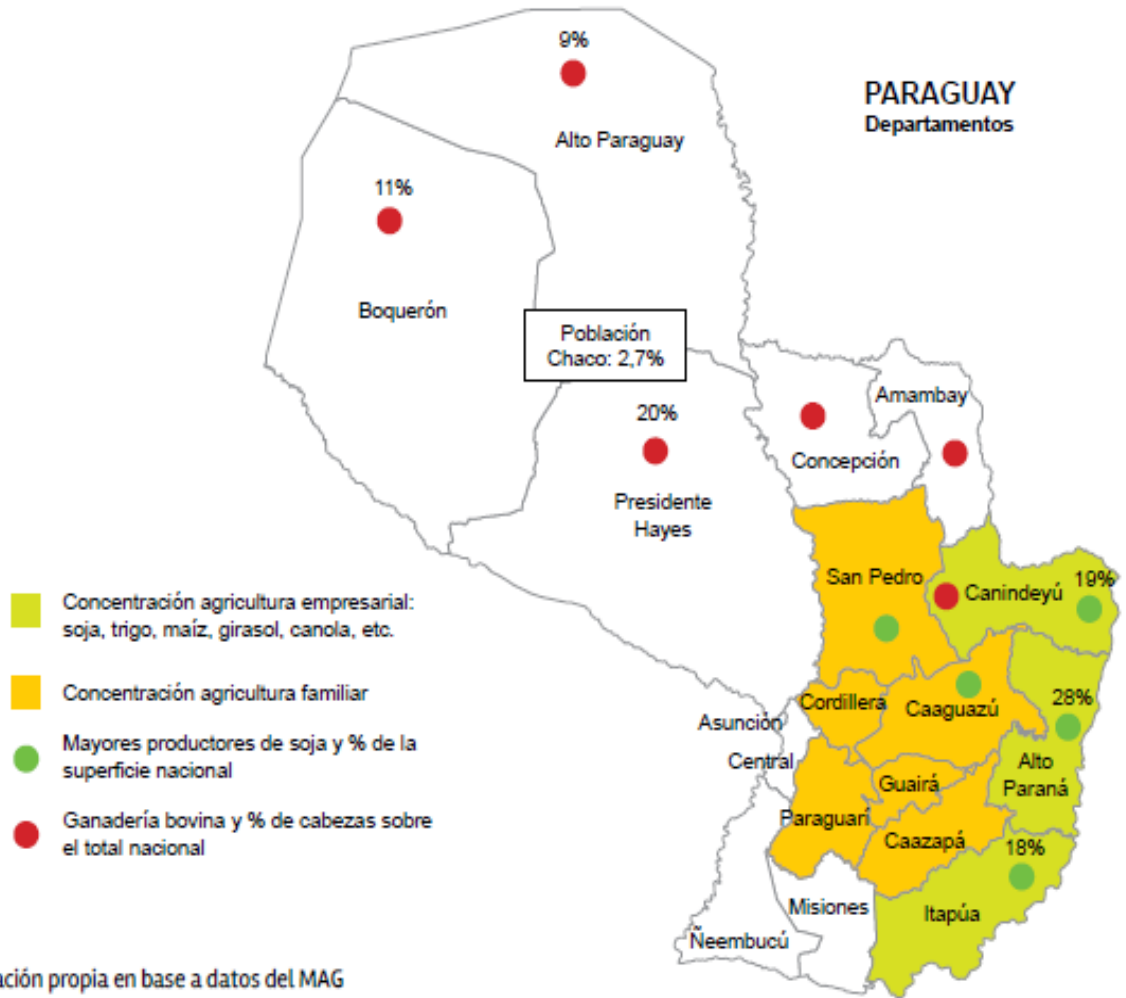 9%
PARAGUAY
Departamentos
Alto Paraguay
11%
Boquerón
Población
Chaco: 2,7%
Amambay
20%
Concepción
Presidente
Hayes
San Pedro
Canindeyú
19%
Concentración agricultura empresarial:
soja, trigo, maíz, girasol, canola, etc.
Concentración agricultura familiar
Cordillera
Caaguazú
28%
Asunción
Mayores productores de soja y % de la
superficie nacional
Central
Alto
Paraná
Guairá
Paraguarí
Ganadería bovina y % de cabezas sobre
el total nacional
Caazapá
18%
Misiones
Itapúa
Ñeembucú
ación propia en base a datos del MAG